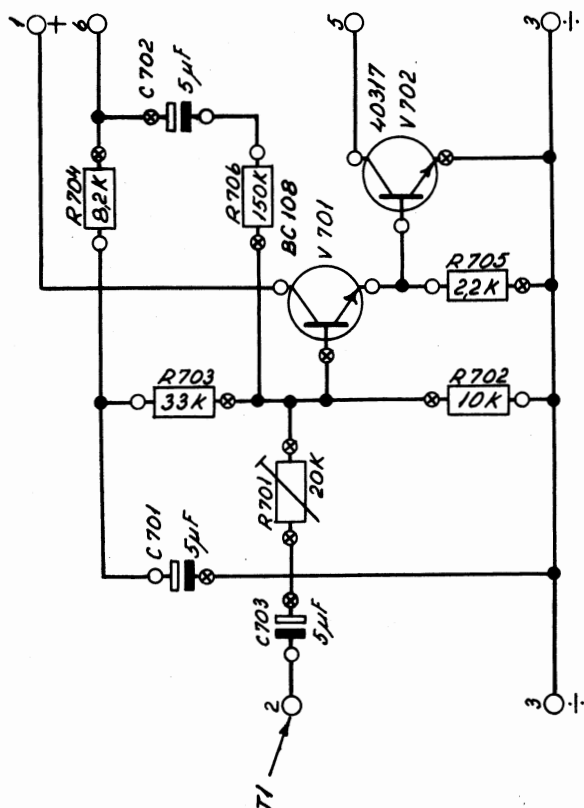 1
+
6
C702
5µF
R704
8,2K
R706
150K
BC108
V701
5
40317
V702
3
÷
R705
2,2K
R703
33K
R702
10K
R701
20K
C701
5µF
C703
5µF
2
T1
3
÷